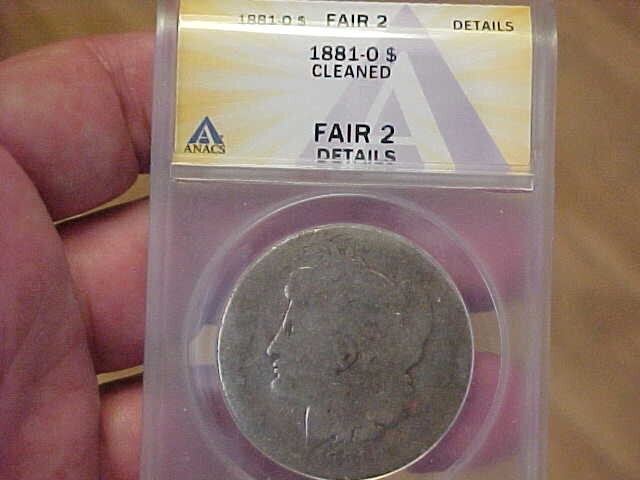 1881-O $ FAIR 2 DETAILS
1881-O $
CLEANED
FAIR 2
DETAILS
ANACS